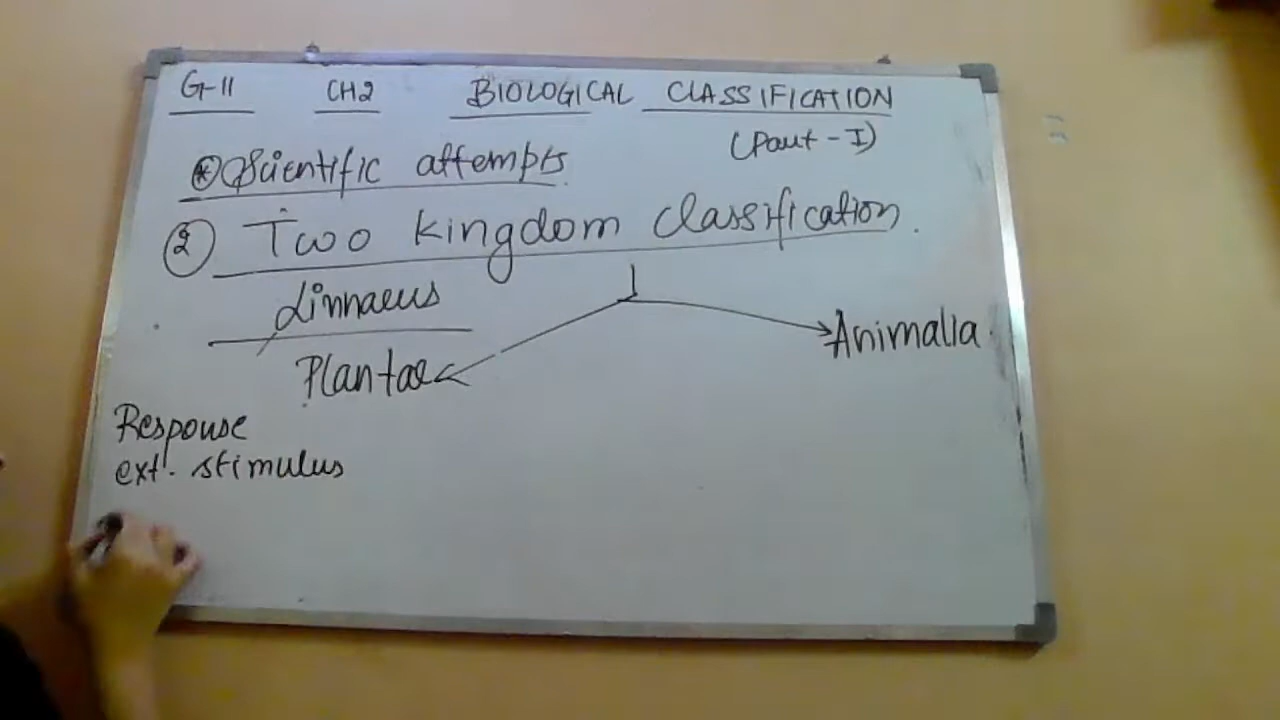 G-11 CH2 BIOLOGICAL CLASSIFICATION
(Part-I)
* Scientific attempts
2 Two kingdom classification.
Linnaeus
Animalia
Plantae
Response
ext. stimulus